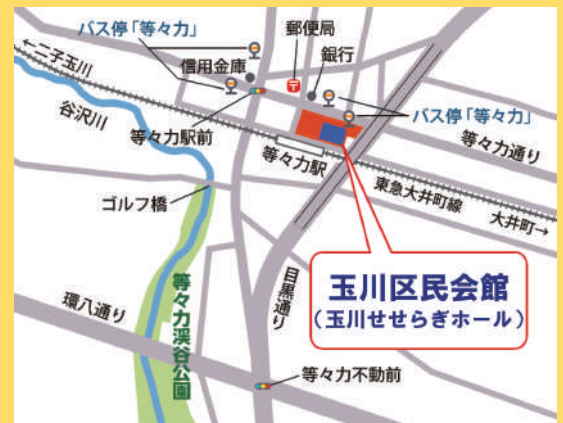 バス停「等々力」
郵便局
←二子玉川
信用金庫
銀行
谷沢川
等々力駅前
バス停「等々力」
等々力通り
等々力駅
東急大井町線
大井町→
ゴルフ橋
玉川区民会館
(玉川せせらぎホール)
環八通り
等々力渓谷公園
目黒通り
等々力不動前